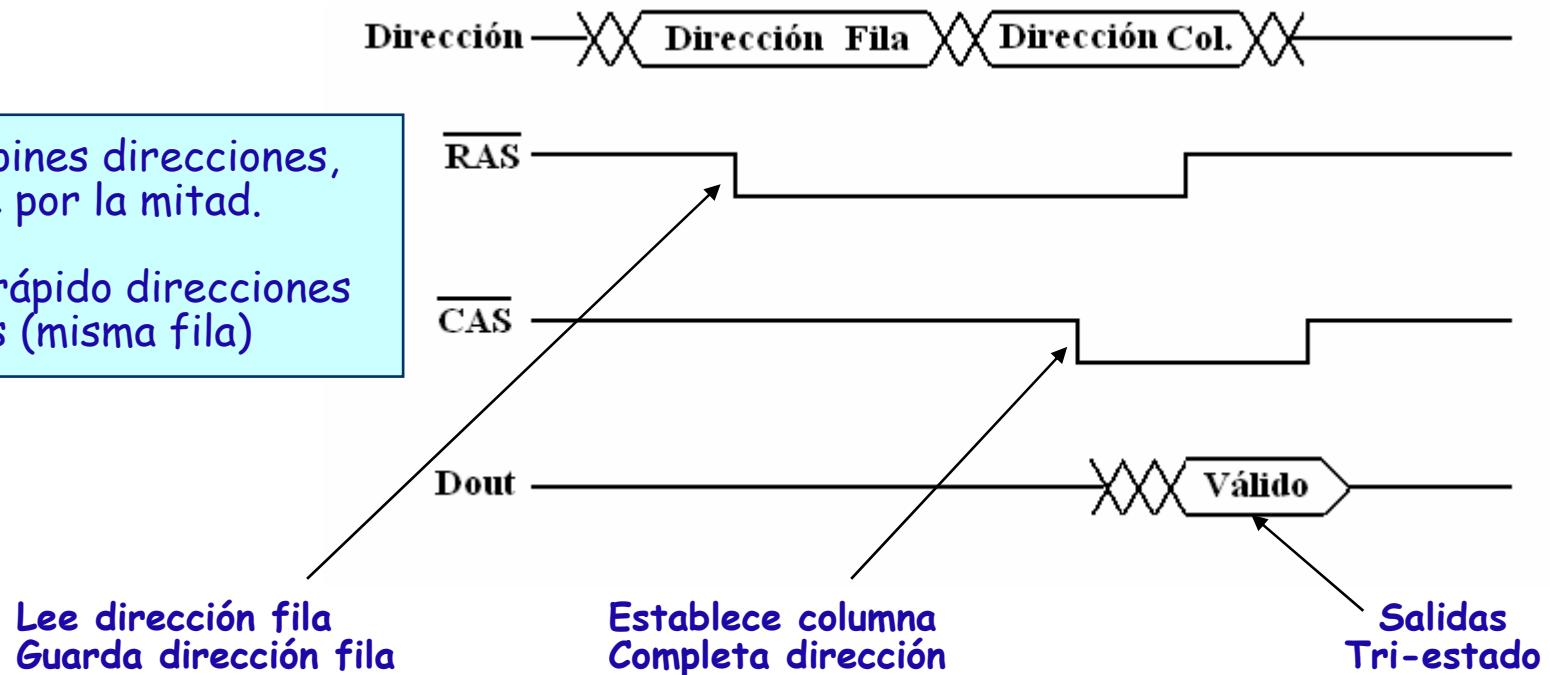 Dirección
Dirección Fila
Dirección Col.
pines direcciones,
por la mitad.
rápido direcciones
(misma fila)
RAS
CAS
Dout
Válido
Lee dirección fila
Guarda dirección fila
Establece columna
Completa dirección
Salidas
Tri-estado